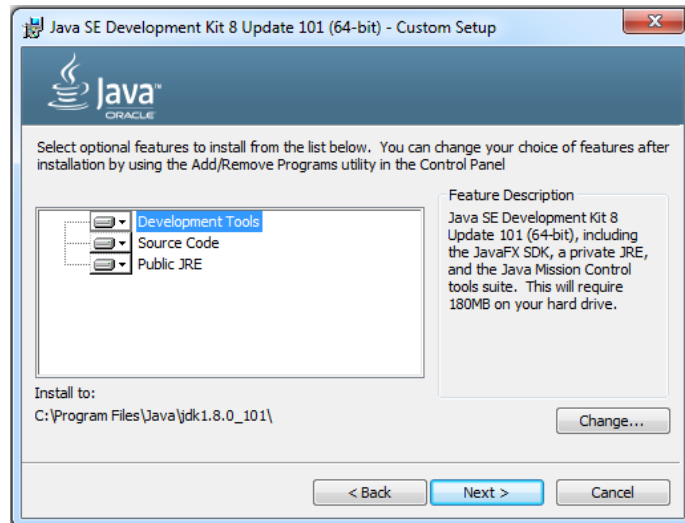 Java SE Development Kit 8 Update 101 (64-bit) - Custom Setup
Java™
ORACLE
Select optional features to install from the list below. You can change your choice of features after
installation by using the Add/Remove Programs utility in the Control Panel
Development Tools
Source Code
Public JRE
Feature Description
Java SE Development Kit 8
Update 101 (64-bit), including
the JavaFX SDK, a private JRE,
and the Java Mission Control
tools suite. This will require
180MB on your hard drive.
Install to:
C:\Program Files\Java\jdk1.8.0_101\
Change...
< Back
Next >
Cancel